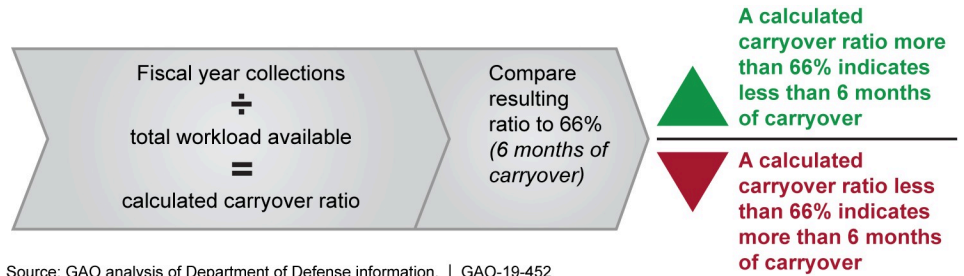 Fiscal year collections
÷
total workload available
=
calculated carryover ratio
Compare
resulting
ratio to 66%
(6 months of
carryover)
A calculated
carryover ratio more
than 66% indicates
less than 6 months
of carryover
A calculated
carryover ratio less
than 66% indicates
more than 6 months
of carryover
Source: GAO analysis of Department of Defense information. | GAO-19-452